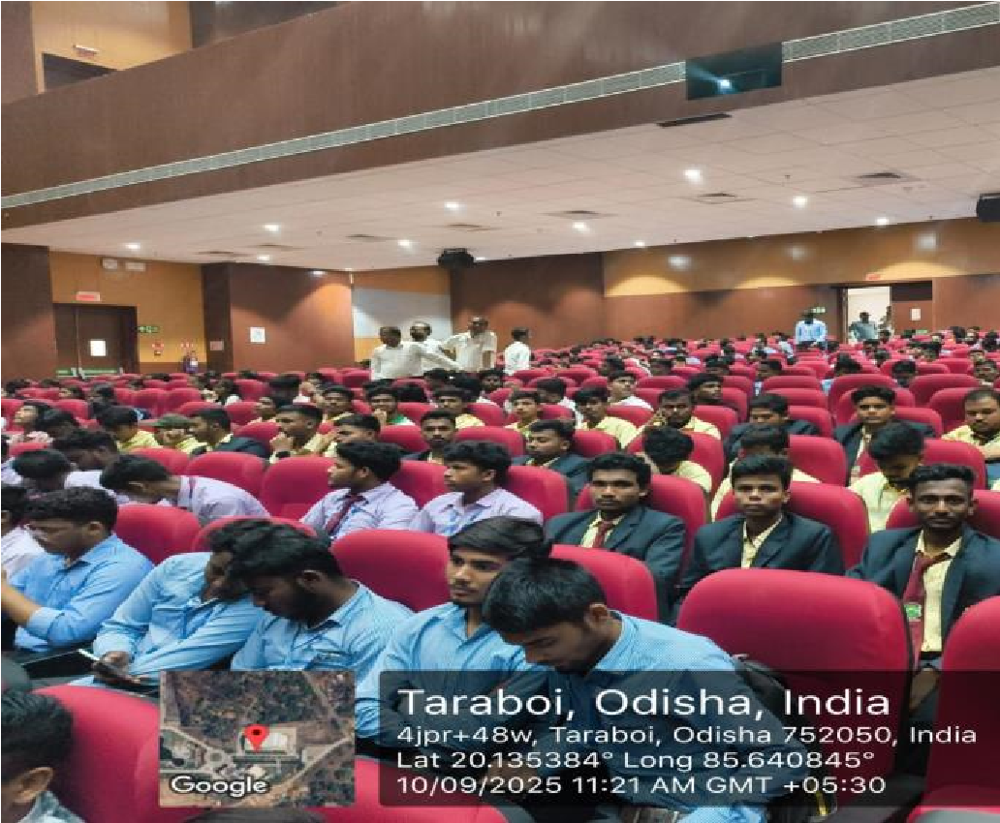 Taraboi, Odisha, India
4jpr+48w, Taraboi, Odisha 752050, India
Lat 20.135384° Long 85.640845°
10/09/2025 11:21 AM GMT +05:30
Google